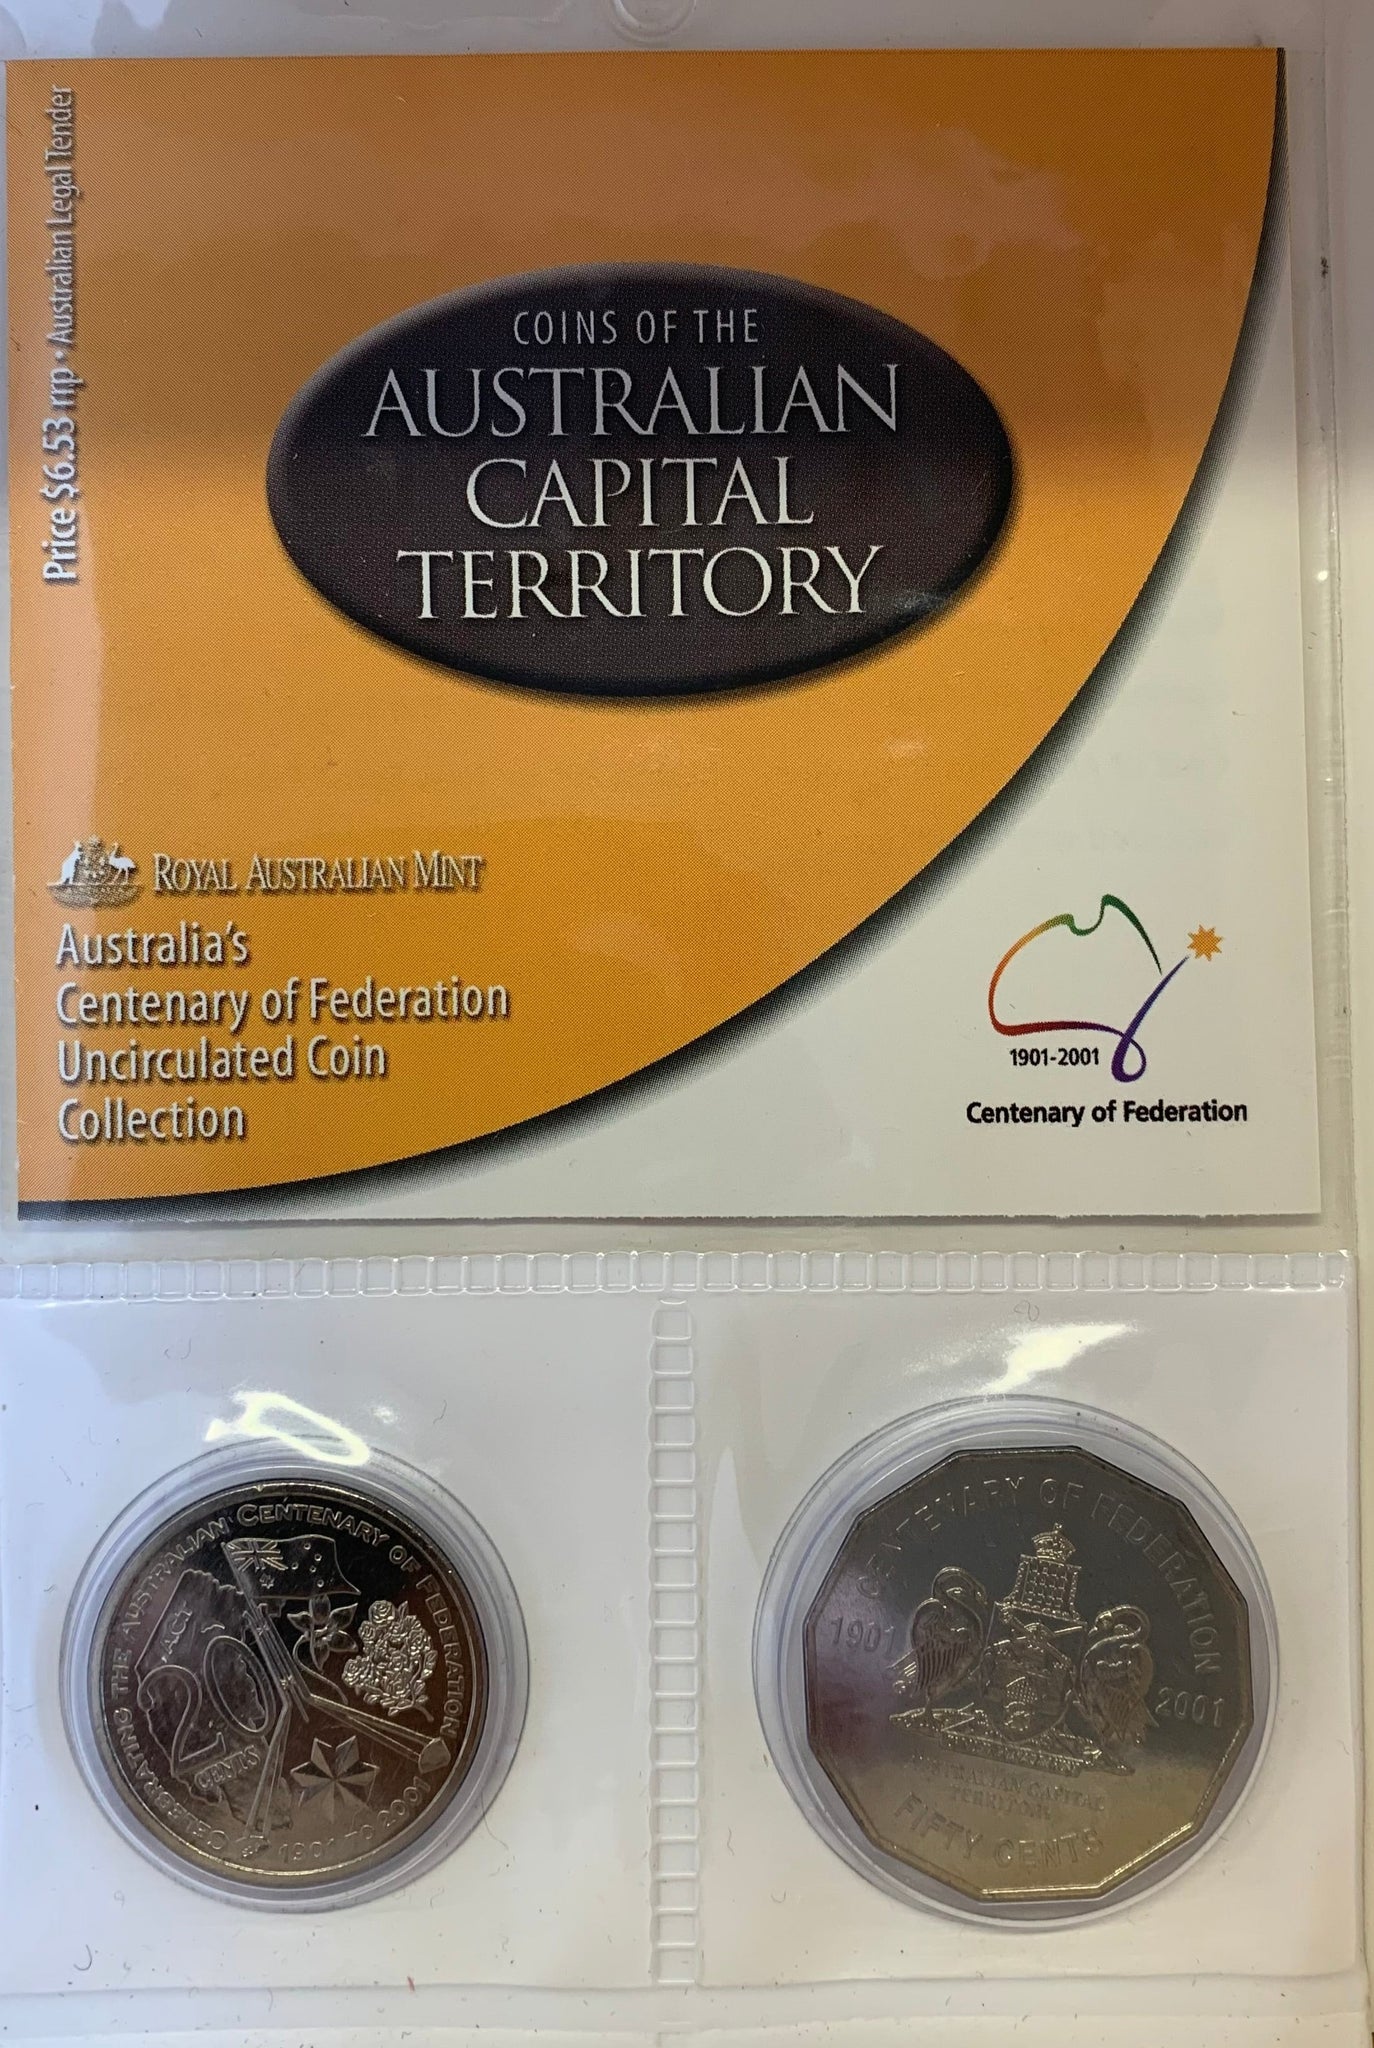 Price $6.53 rrp • Australian Legal Tender
COINS OF THE
AUSTRALIAN
CAPITAL
TERRITORY
ROYAL AUSTRALIAN MINT
Australia's
Centenary of Federation
Uncirculated Coin
Collection
1901-2001
Centenary of Federation
CELEBRATING THE AUSTRALIAN CENTENARY OF FEDERATION
ACT
20
CENTS
1901 TO 2001
CENTENARY OF FEDERATION
1901
2001
AUSTRALIAN CAPITAL
TERRITORY
FIFTY CENTS